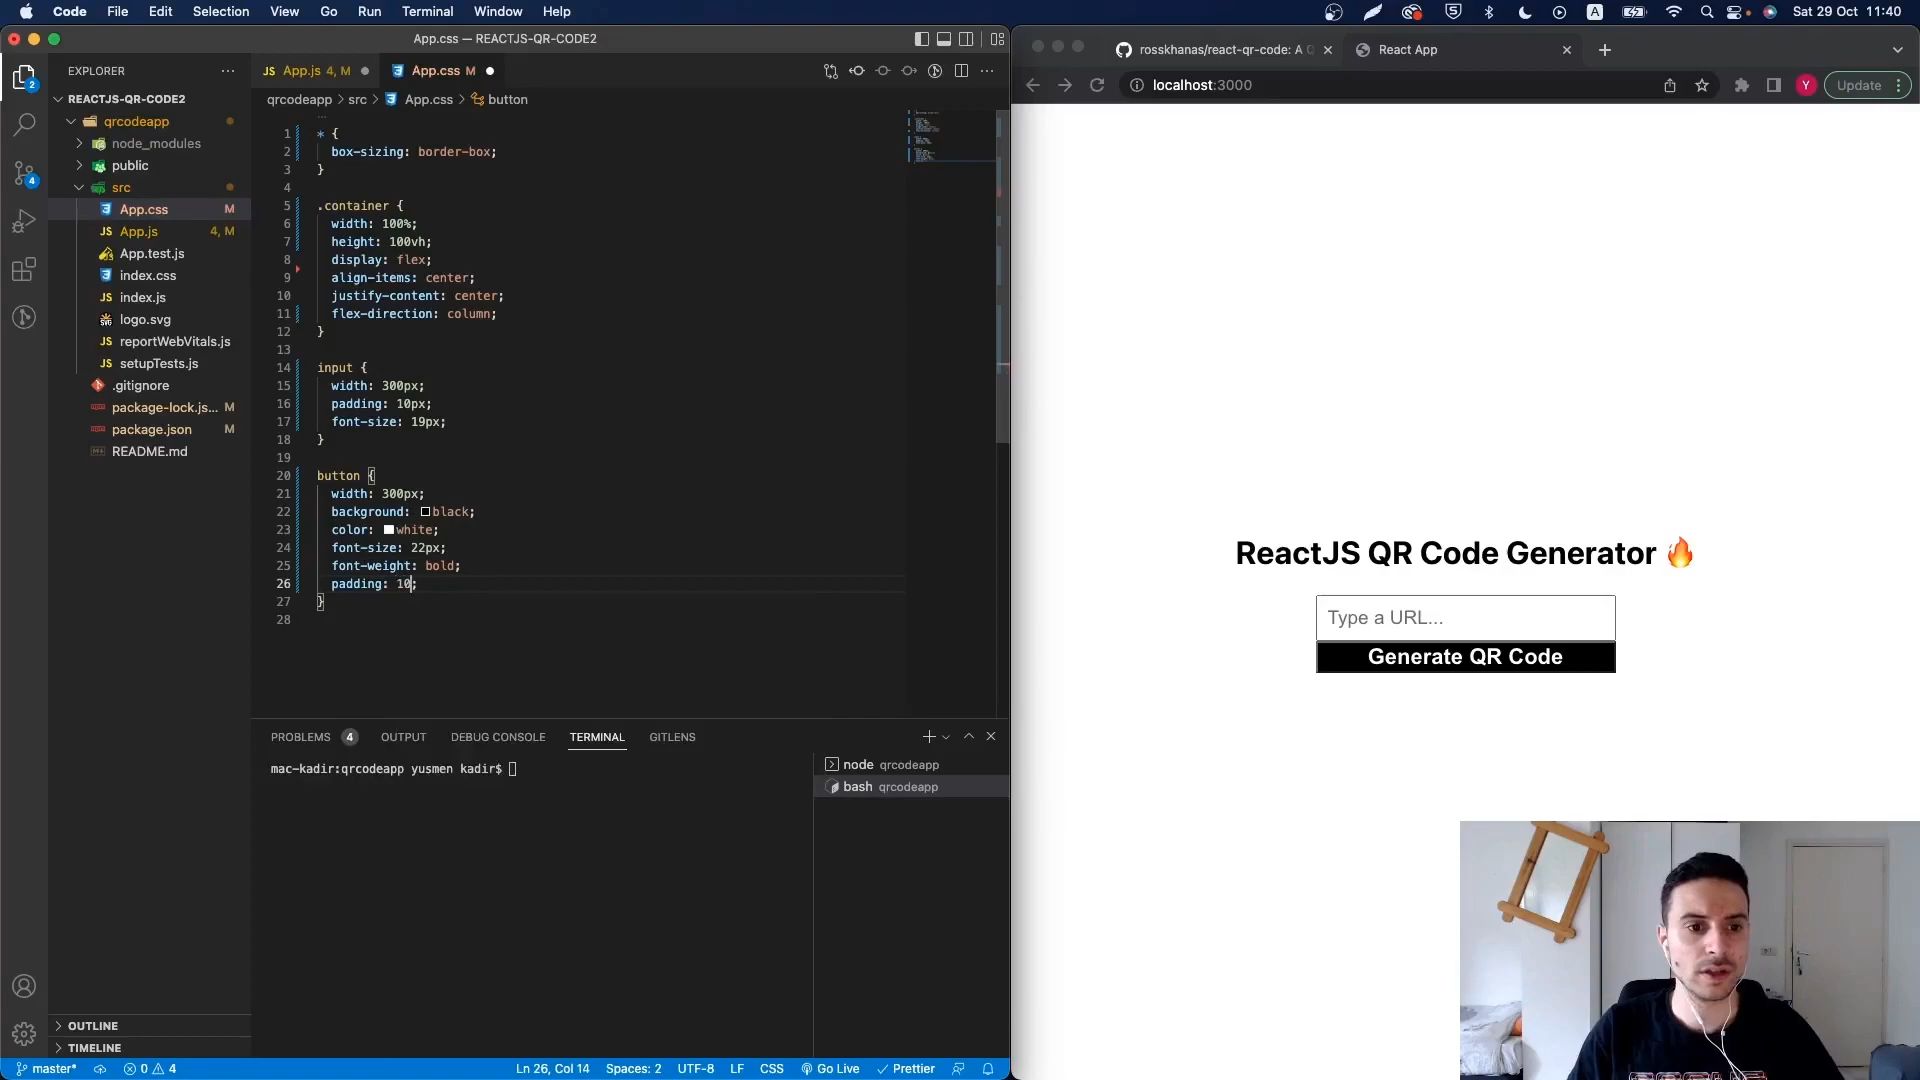 Code File Edit Selection View Go Run Terminal Window Help
A Sat 29 Oct 11:40
App.css — REACTJS-QR-CODE2
EXPLORER
JS App.js 4, M
App.css M
qrcodeapp > src > App.css > button
REACTJS-QR-CODE2
qrcodeapp
node_modules
public
src
App.css M
JS App.js 4, M
App.test.js
index.css
JS index.js
logo.svg
JS reportWebVitals.js
JS setupTests.js
.gitignore
package-lock.js... M
package.json M
README.md
OUTLINE
TIMELINE
2
4
1 * {
2 box-sizing: border-box;
3 }
4
5 .container {
6 width: 100%;
7 height: 100vh;
8 display: flex;
9 align-items: center;
10 justify-content: center;
11 flex-direction: column;
12 }
13
14 input {
15 width: 300px;
16 padding: 10px;
17 font-size: 19px;
18 }
19
20 button {
21 width: 300px;
22 background: black;
23 color: white;
24 font-size: 22px;
25 font-weight: bold;
26 padding: 10;
27 }
28
PROBLEMS 4 OUTPUT DEBUG CONSOLE TERMINAL GITLENS
mac-kadir:qrcodeapp yusmen kadir$
node qrcodeapp
bash qrcodeapp
master* 0 4 Ln 26, Col 14 Spaces: 2 UTF-8 LF CSS Go Live Prettier
rosskhanas/react-qr-code: A Q
React App
localhost:3000
Y Update
ReactJS QR Code Generator 🔥
Type a URL...
Generate QR Code